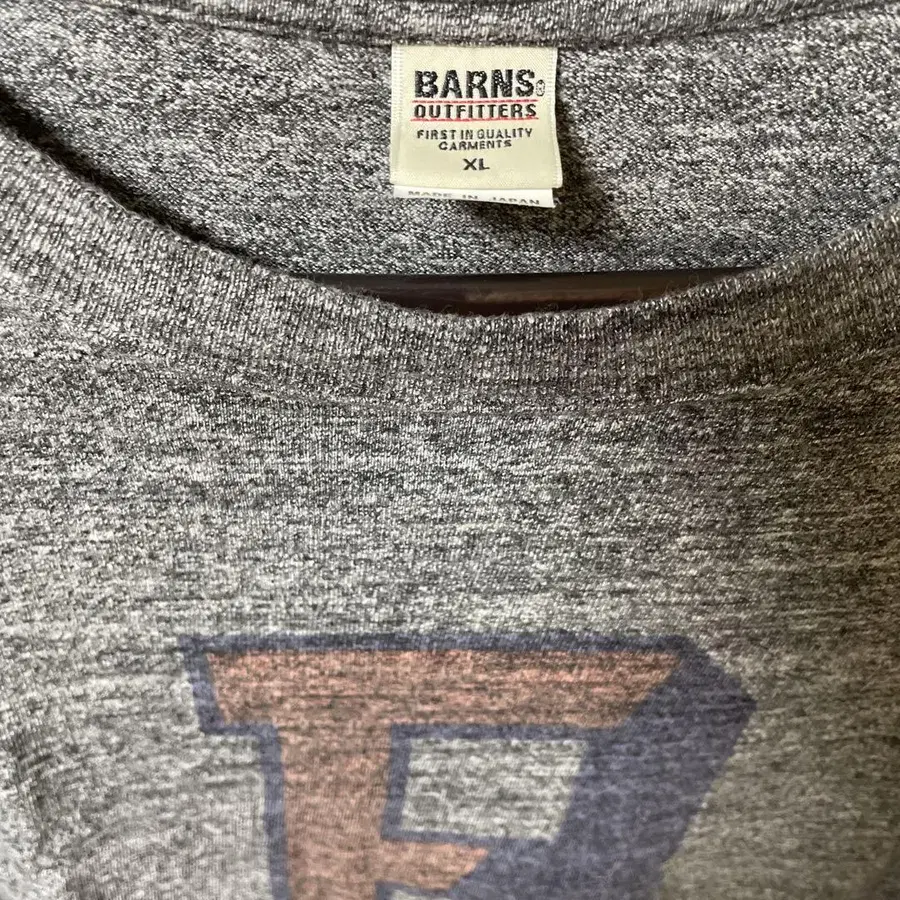 BARNS
OUTFITTERS
FIRST IN QUALITY
GARMENTS
XL
MADE IN JAPAN